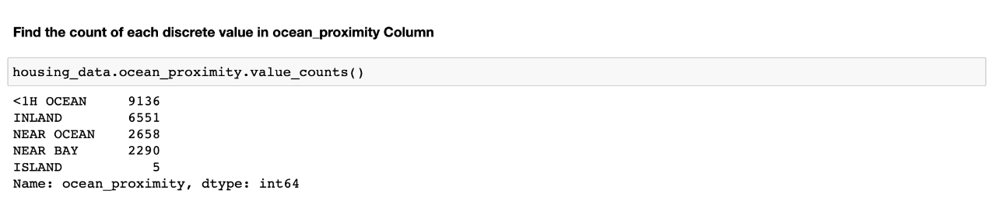 Find the count of each discrete value in ocean_proximity Column
housing_data.ocean_proximity.value_counts()
<1H OCEAN     9136
INLAND        6551
NEAR OCEAN    2658
NEAR BAY      2290
ISLAND           5
Name: ocean_proximity, dtype: int64